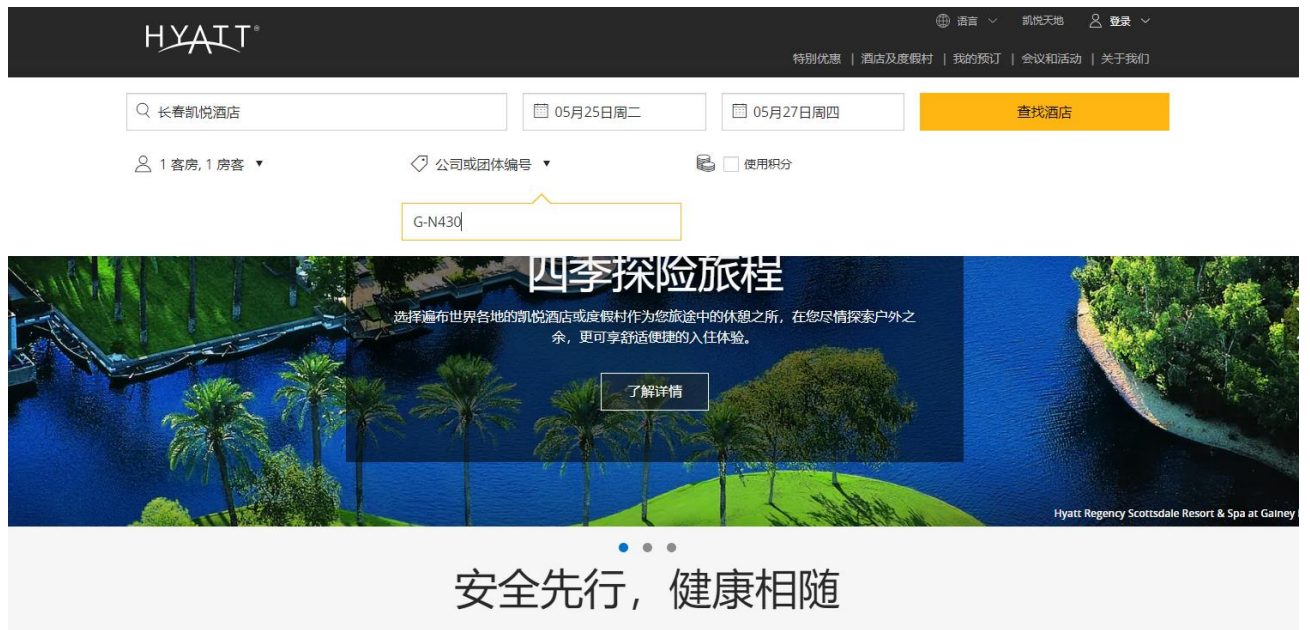 HYATT®
语言
凯悦天地
登录
特别优惠 | 酒店及度假村 | 我的预订 | 会议和活动 | 关于我们
长春凯悦酒店
05月25日周二
05月27日周四
查找酒店
1 客房, 1 房客
公司或团体编号
使用积分
G-N430
四季探险旅程
选择遍布世界各地的凯悦酒店或度假村作为您旅途中的休憩之所，在您尽情探索户外之
余，更可享舒适便捷的入住体验。
了解详情
Hyatt Regency Scottsdale Resort & Spa at Gainey
安全先行，健康相随